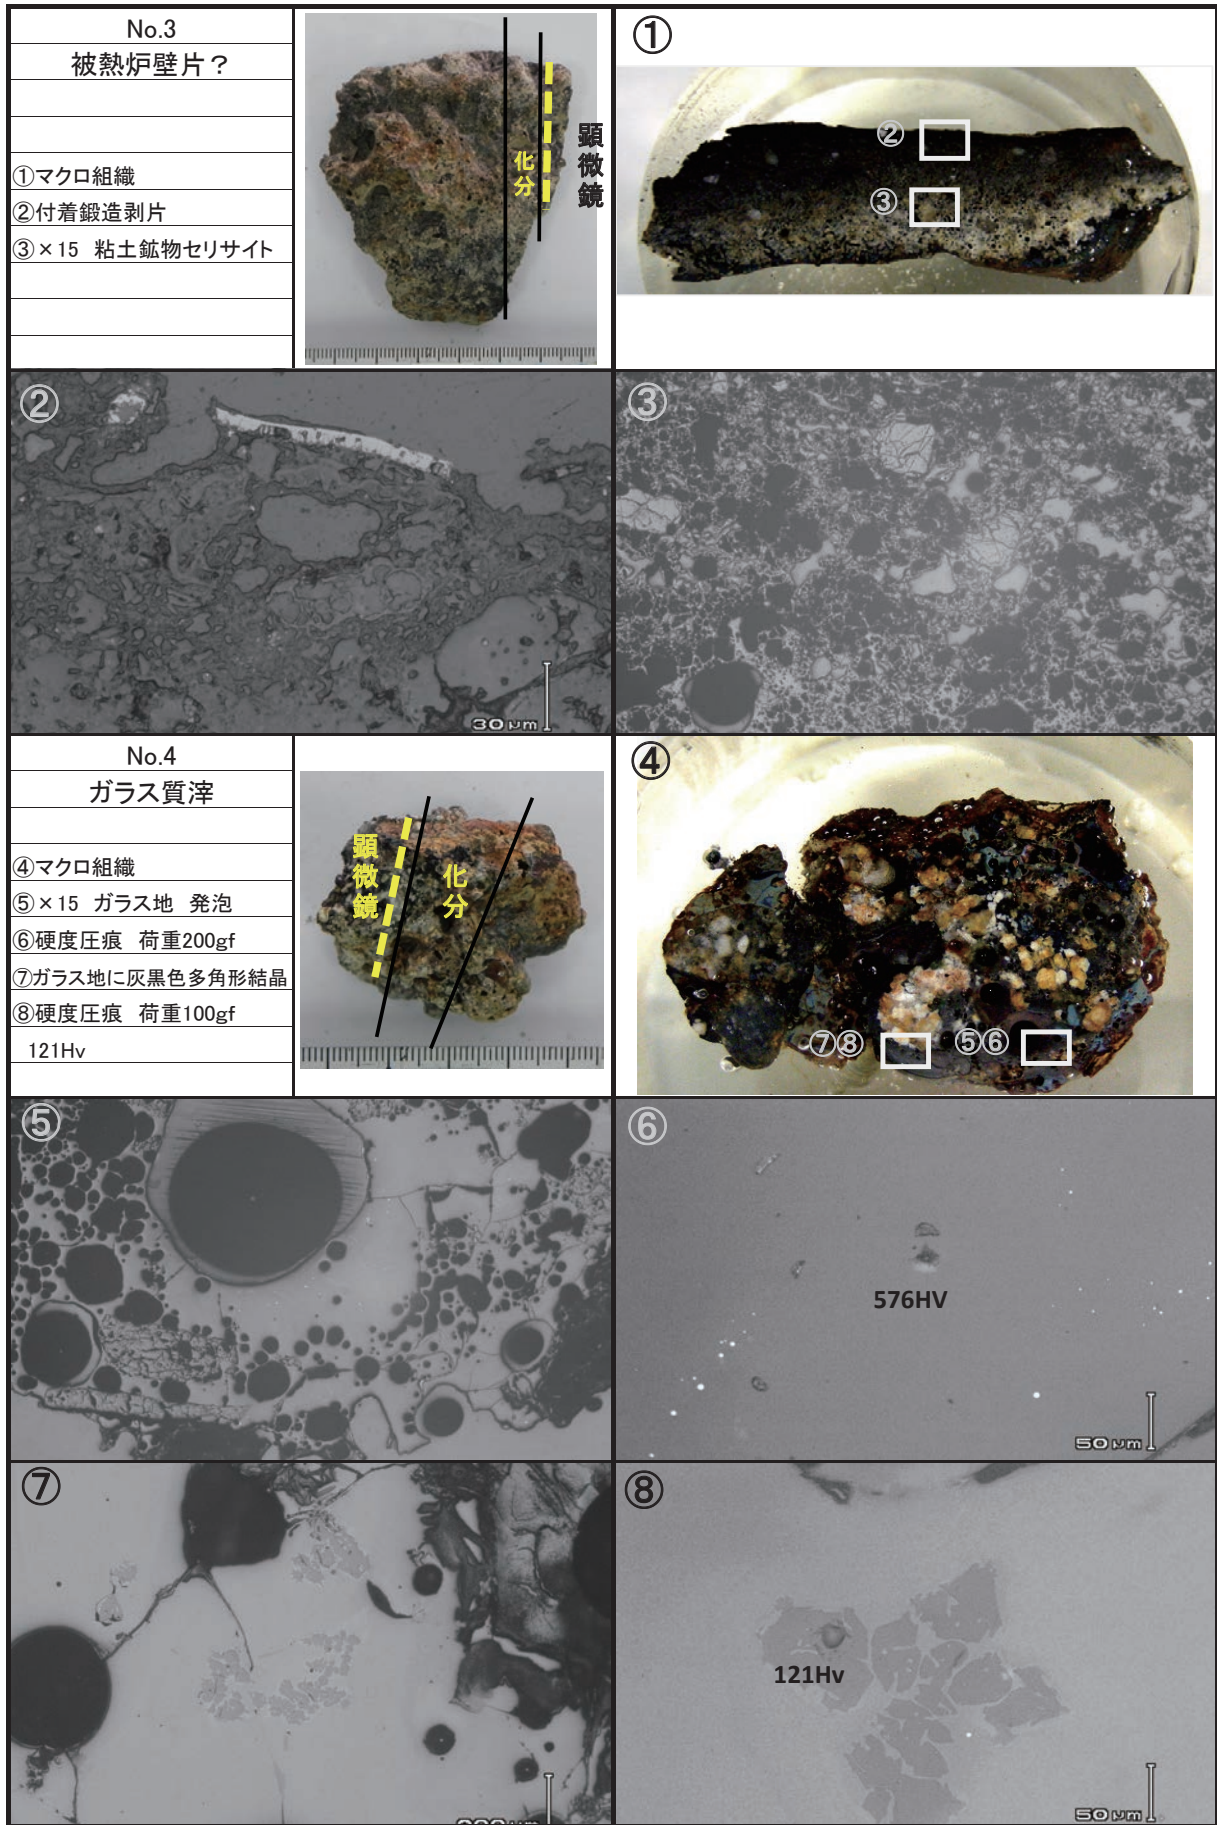 No.3
被熱炉壁片？
①マクロ組織
②付着鍛造剥片
③×15 粘土鉱物セリサイト
化分
顕微鏡
①
②
③
②
30μm
③
No.4
ガラス質滓
④マクロ組織
⑤×15 ガラス地 発泡
⑥硬度圧痕 荷重200gf
⑦ガラス地に灰黒色多角形結晶
⑧硬度圧痕 荷重100gf
121Hv
顕微鏡
化分
④
⑦⑧
⑤⑥
⑤
⑥
576HV
50μm
⑦
⑧
121Hv
50μm